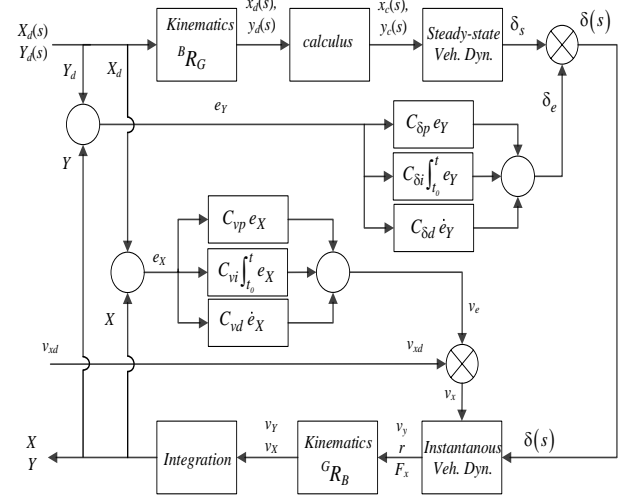 X_d(s)
Y_d(s)
Kinematics
^B R_G
x_d(s),
y_d(s)
calculus
x_c(s),
y_c(s)
Steady-state
Veh. Dyn.
δ_s
δ(s)
Y_d
X_d
e_Y
δ_e
Y
C_δp e_Y
C_δi ∫_{t_0}^{t} e_Y
C_δd ė_Y
C_vp e_X
e_X
C_vi ∫_{t_0}^{t} e_X
C_vd ė_X
X
v_e
v_xd
v_xd
v_x
X
Y
Integration
v_Y
v_X
Kinematics
^G R_B
v_y
r
F_x
Instantanous
Veh. Dyn.
δ(s)